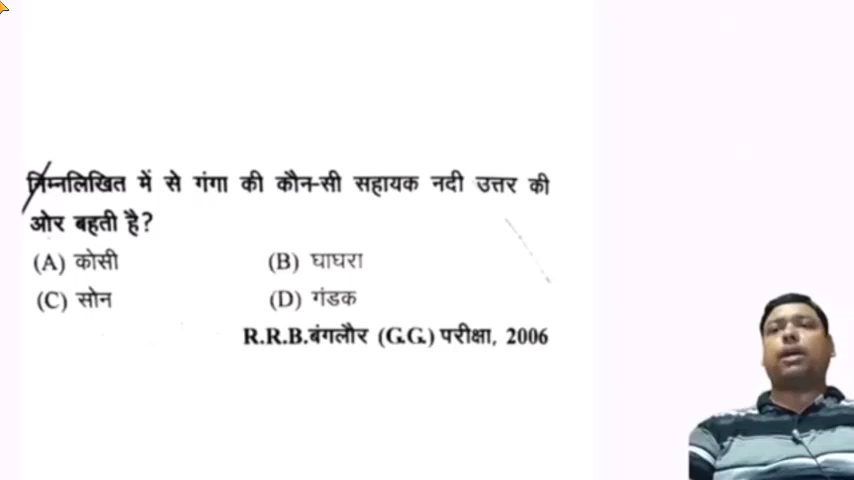 निम्नलिखित में से गंगा की कौन-सी सहायक नदी उत्तर की
ओर बहती है?
(A) कोसी (B) घाघरा
(C) सोन (D) गंडक
R.R.B.बंगलौर (G.G.) परीक्षा, 2006